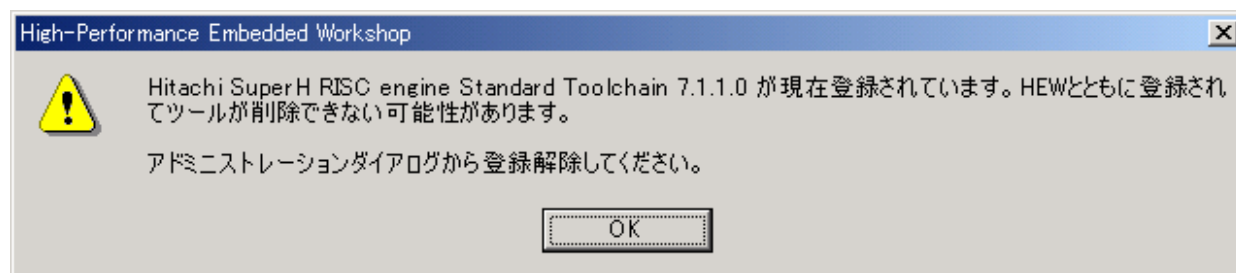 High-Performance Embedded Workshop
Hitachi SuperH RISC engine Standard Toolchain 7.1.1.0 が現在登録されています。HEWとともに登録され
てツールが削除できない可能性があります。
アドミニストレーションダイアログから登録解除してください。
OK